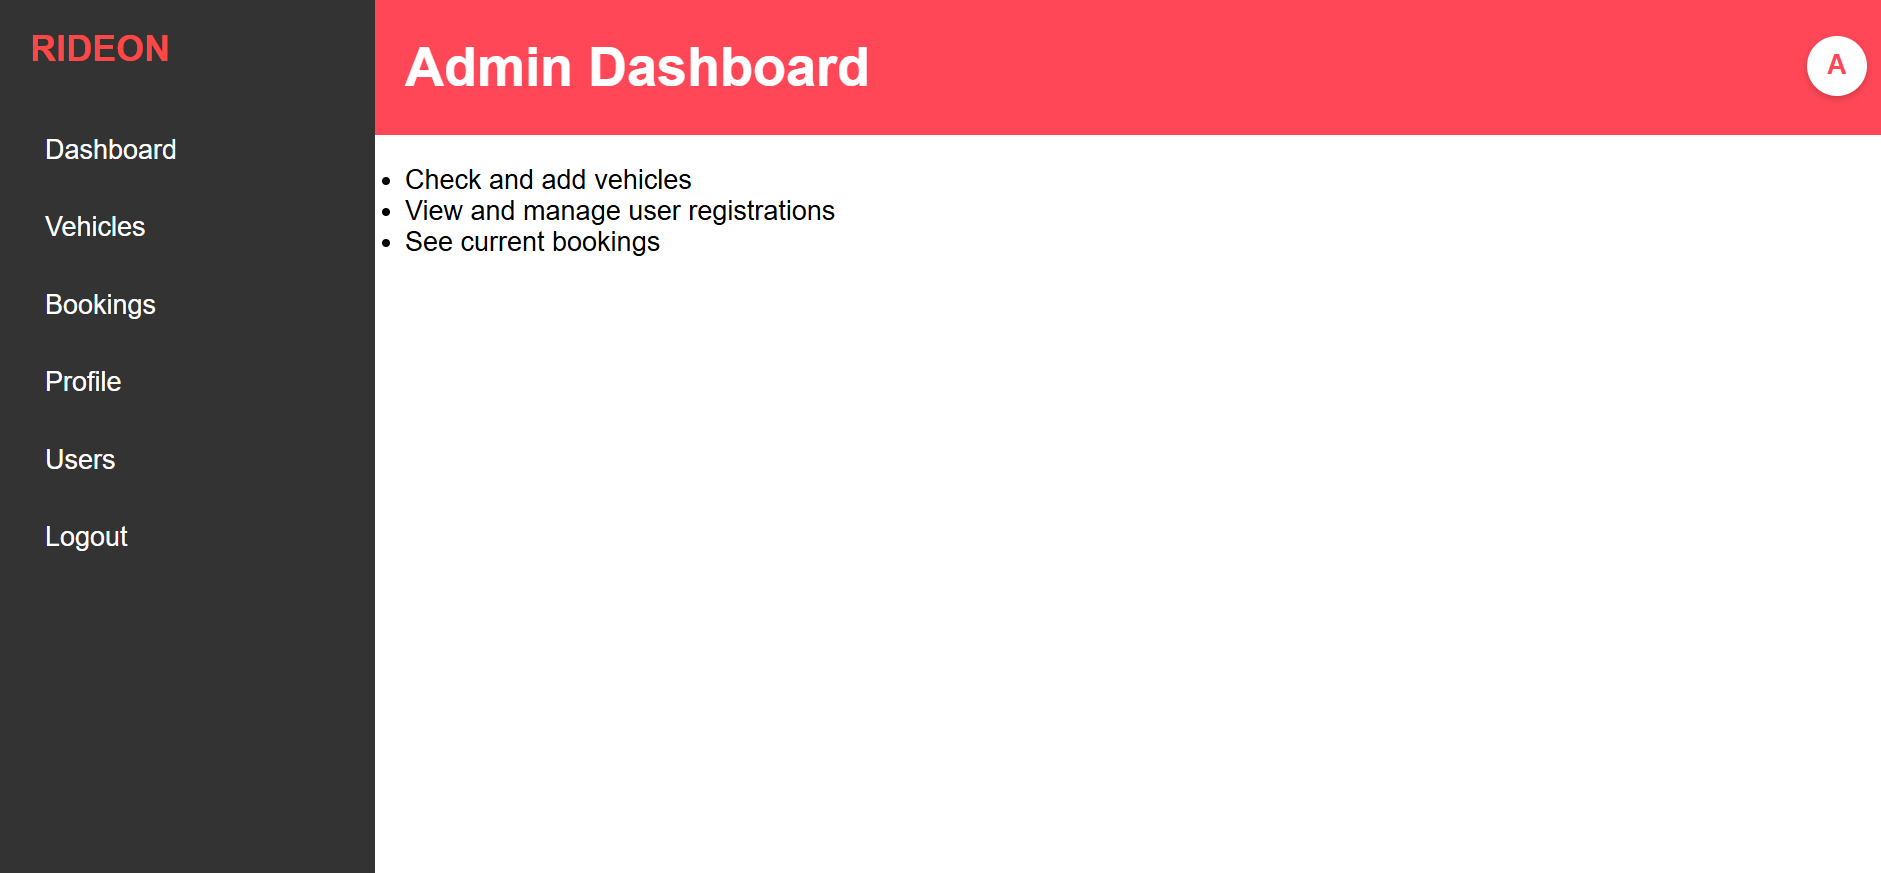 RIDEON
Dashboard
Vehicles
Bookings
Profile
Users
Logout
Admin Dashboard
A
Check and add vehicles
View and manage user registrations
See current bookings